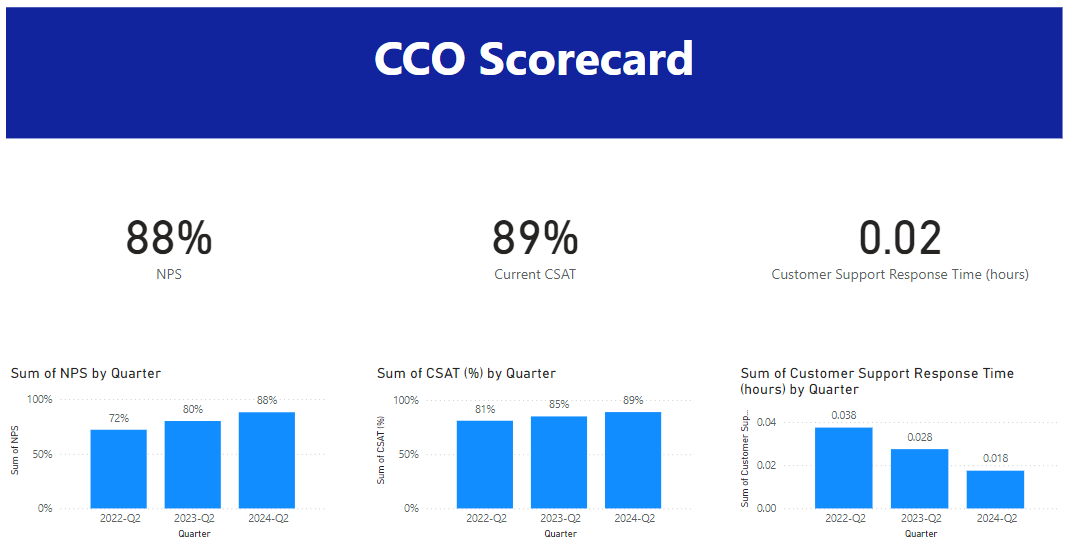 CCO Scorecard
88%
NPS
89%
Current CSAT
0.02
Customer Support Response Time (hours)
Sum of NPS by Quarter
Sum of NPS
100%
50%
0%
72%
80%
88%
2022-Q2
2023-Q2
2024-Q2
Quarter
Sum of CSAT (%) by Quarter
Sum of CSAT (%)
100%
50%
0%
81%
85%
89%
2022-Q2
2023-Q2
2024-Q2
Quarter
Sum of Customer Support Response Time
(hours) by Quarter
Sum of Customer Sup...
0.04
0.02
0.00
0.038
0.028
0.018
2022-Q2
2023-Q2
2024-Q2
Quarter